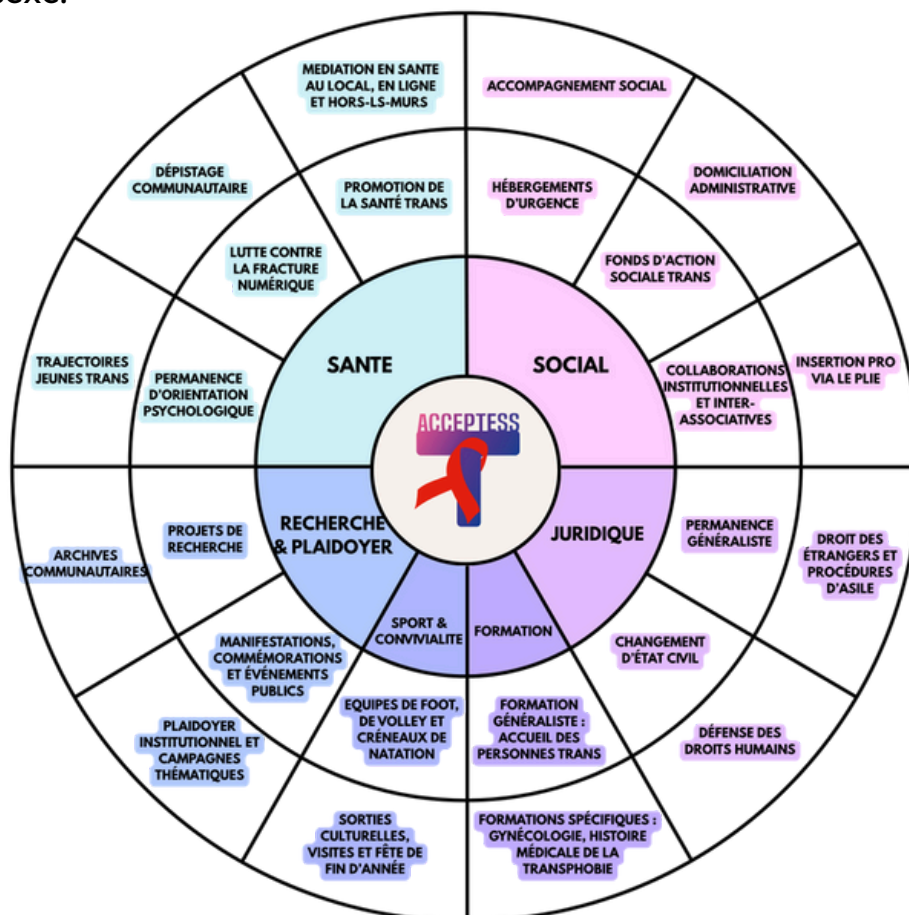 MEDIATION EN SANTE
AU LOCAL, EN LIGNE
ET HORS-LS-MURS
ACCOMPAGNEMENT SOCIAL
DÉPISTAGE
COMMUNAUTAIRE
PROMOTION DE
LA SANTÉ TRANS
HÉBERGEMENTS
D'URGENCE
DOMICILIATION
ADMINISTRATIVE
LUTTE CONTRE
LA FRACTURE
NUMÉRIQUE
FONDS D'ACTION
SOCIALE TRANS
TRAJECTOIRES
JEUNES TRANS
PERMANENCE
D'ORIENTATION
PSYCHOLOGIQUE
SANTE
SOCIAL
COLLABORATIONS
INSTITUTIONNELLES
ET INTER-
ASSOCIATIVES
INSERTION PRO
VIA LE PLIE
ACCEPTESS
T
ARCHIVES
COMMUNAUTAIRES
PROJETS DE
RECHERCHE
RECHERCHE
& PLAIDOYER
JURIDIQUE
PERMANENCE
GÉNÉRALISTE
DROIT DES
ÉTRANGERS ET
PROCÉDURES
D'ASILE
SPORT &
CONVIVIALITE
FORMATION
MANIFESTATIONS,
COMMÉMORATIONS
ET ÉVÉNEMENTS
PUBLICS
CHANGEMENT
D'ÉTAT CIVIL
PLAIDOYER
INSTITUTIONNEL ET
CAMPAGNES
THÉMATIQUES
EQUIPES DE FOOT,
DE VOLLEY ET
CRÉNEAUX DE
NATATION
FORMATION
GÉNÉRALISTE :
ACCUEIL DES
PERSONNES TRANS
DÉFENSE DES
DROITS HUMAINS
SORTIES
CULTURELLES,
VISITES ET FÊTE DE
FIN D'ANNÉE
FORMATIONS SPÉCIFIQUES :
GYNÉCOLOGIE, HISTOIRE
MÉDICALE DE LA
TRANSPHOBIE